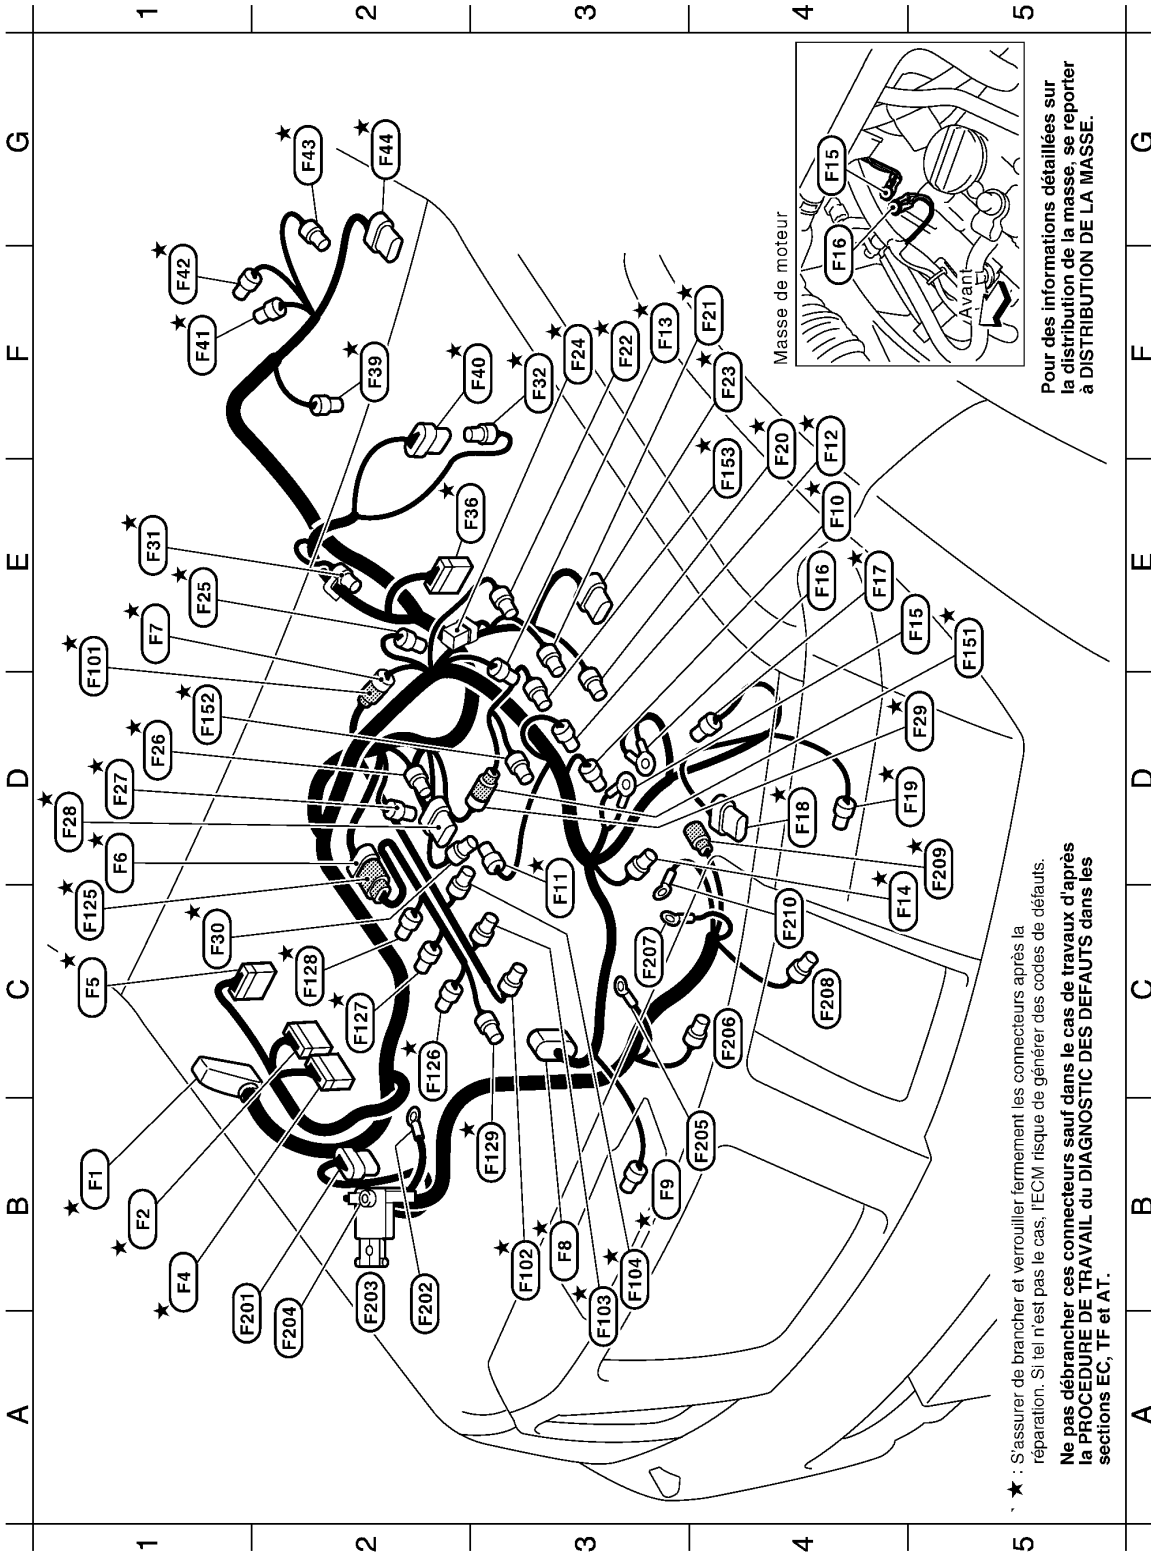 A
B
C
D
E
F
G
1
2
3
4
5
F1
F2
F4
F201
F204
F203
F202
F5
F30
F128
F127
F126
F129
F125
F6
F28
F27
F26
F152
F101
F7
F25
F31
F36
F39
F40
F32
F41
F42
F43
F44
F24
F22
F13
F21
F23
F153
F20
F12
F10
F16
F17
F15
F151
F29
F19
F18
F209
F14
F11
F210
F207
F208
F206
F205
F9
F104
F8
F103
F102
Masse de moteur
F15
F16
Avant
Pour des informations détaillées sur
la distribution de la masse, se reporter
à DISTRIBUTION DE LA MASSE.
★ : S'assurer de brancher et verrouiller fermement les connecteurs après la
réparation. Si tel n'est pas le cas, l'ECM risque de générer des codes de défauts.
Ne pas débrancher ces connecteurs sauf dans le cas de travaux d'après
la PROCEDURE DE TRAVAIL du DIAGNOSTIC DES DEFAUTS dans les
sections EC, TF et AT.
1
2
3
4
5
A
B
C
D
E
F
G